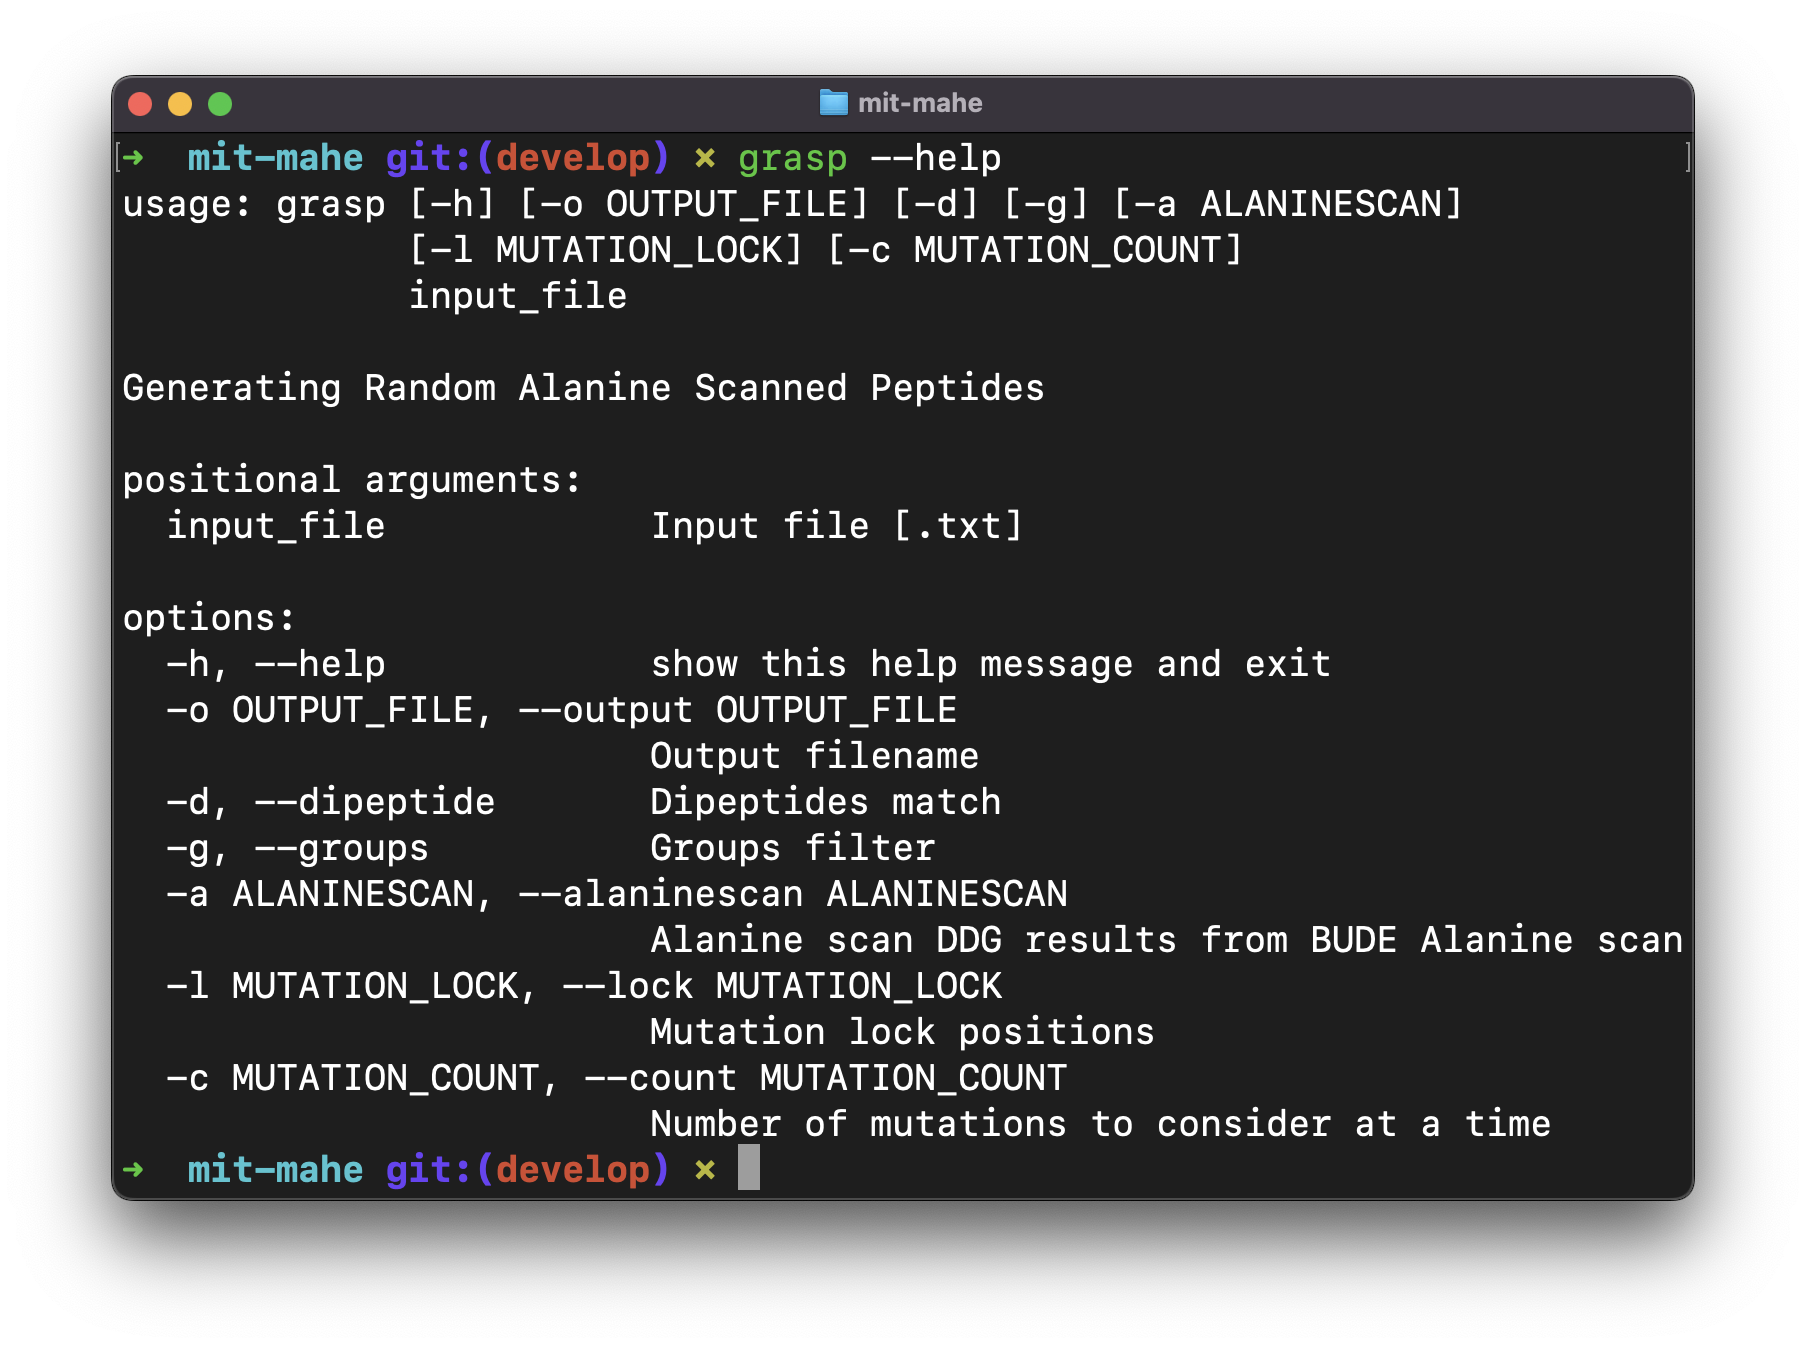 mit-mahe
[➜  mit-mahe git:(develop) ✗ grasp --help ]
usage: grasp [-h] [-o OUTPUT_FILE] [-d] [-g] [-a ALANINESCAN]
             [-l MUTATION_LOCK] [-c MUTATION_COUNT]
             input_file

Generating Random Alanine Scanned Peptides

positional arguments:
  input_file            Input file [.txt]

options:
  -h, --help            show this help message and exit
  -o OUTPUT_FILE, --output OUTPUT_FILE
                        Output filename
  -d, --dipeptide       Dipeptides match
  -g, --groups          Groups filter
  -a ALANINESCAN, --alaninescan ALANINESCAN
                        Alanine scan DDG results from BUDE Alanine scan
  -l MUTATION_LOCK, --lock MUTATION_LOCK
                        Mutation lock positions
  -c MUTATION_COUNT, --count MUTATION_COUNT
                        Number of mutations to consider at a time
➜  mit-mahe git:(develop) ✗